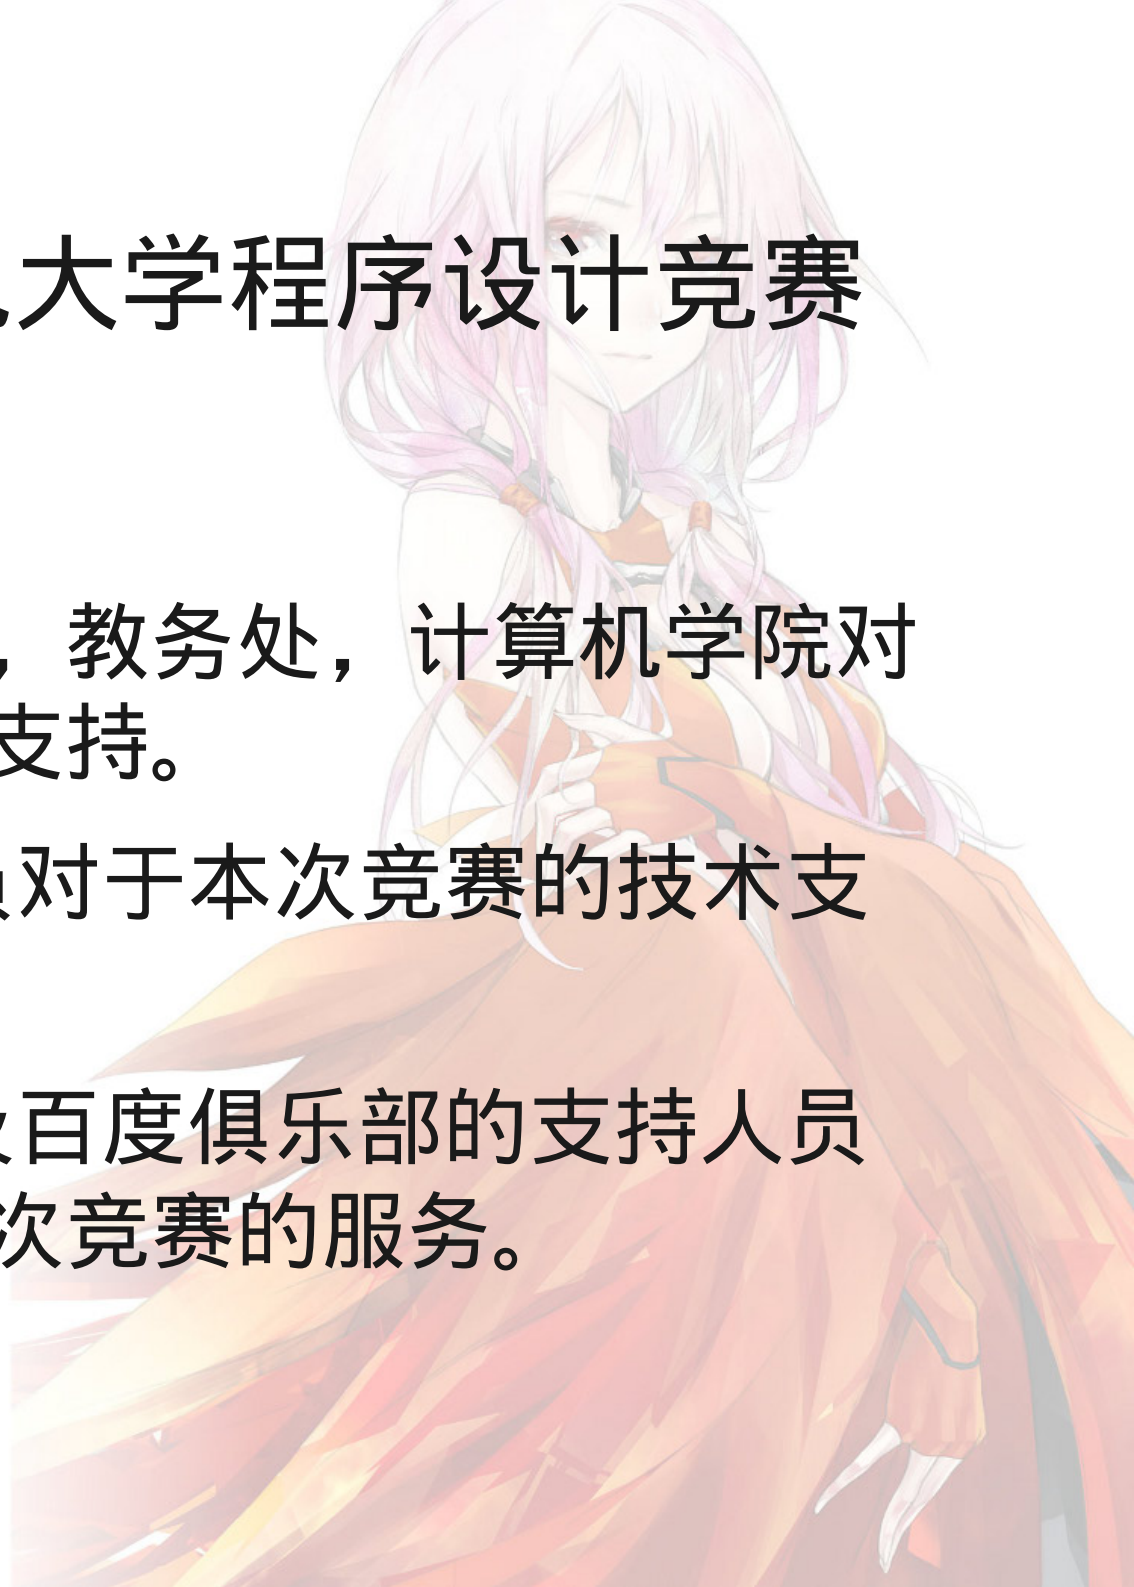 大学程序设计竞赛
，教务处，计算机学院对
支持。
对于本次竞赛的技术支
百度俱乐部的支持人员
次竞赛的服务。